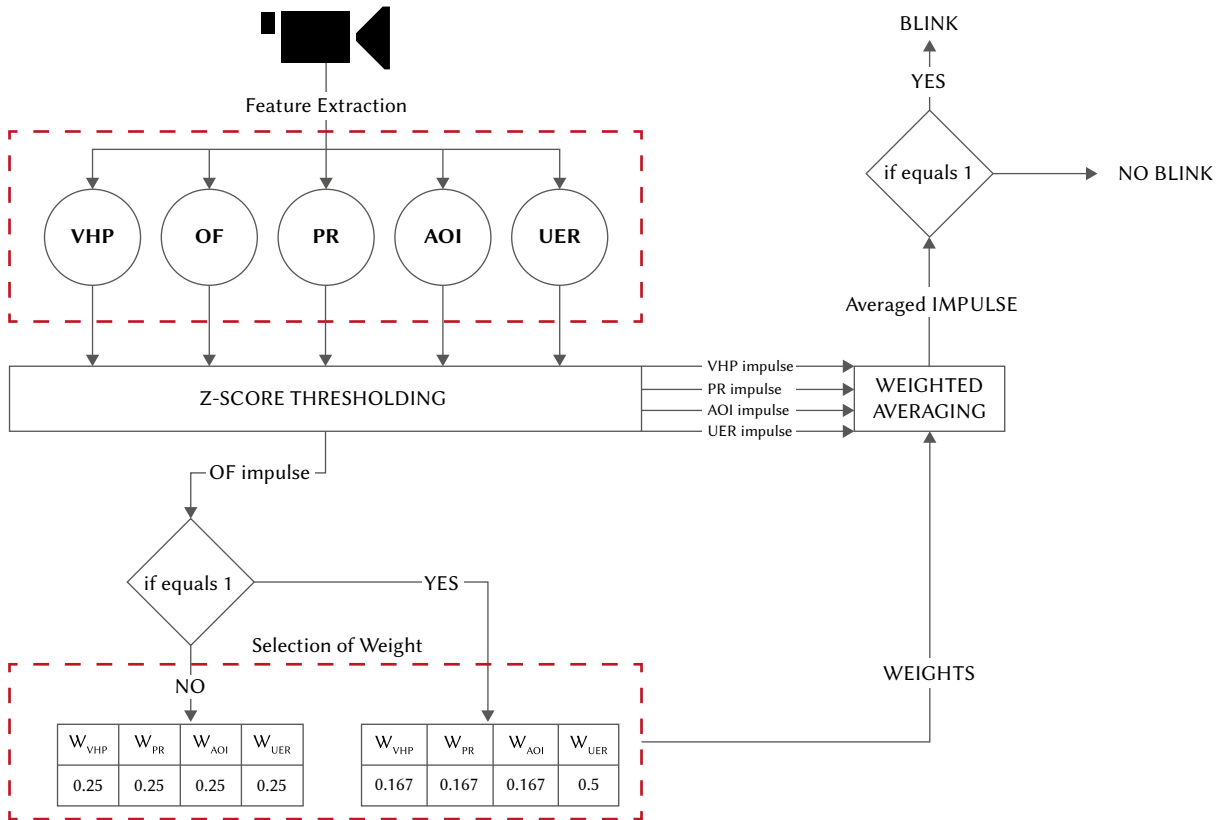 BLINK
YES
if equals 1
NO BLINK
Feature Extraction
VHP
OF
PR
AOI
UER
Averaged IMPULSE
Z-SCORE THRESHOLDING
VHP impulse
PR impulse
AOI impulse
UER impulse
WEIGHTED
AVERAGING
OF impulse
if equals 1
YES
Selection of Weight
NO
WEIGHTS
W_VHP W_PR W_AOI W_UER
0.25 0.25 0.25 0.25
W_VHP W_PR W_AOI W_UER
0.167 0.167 0.167 0.5